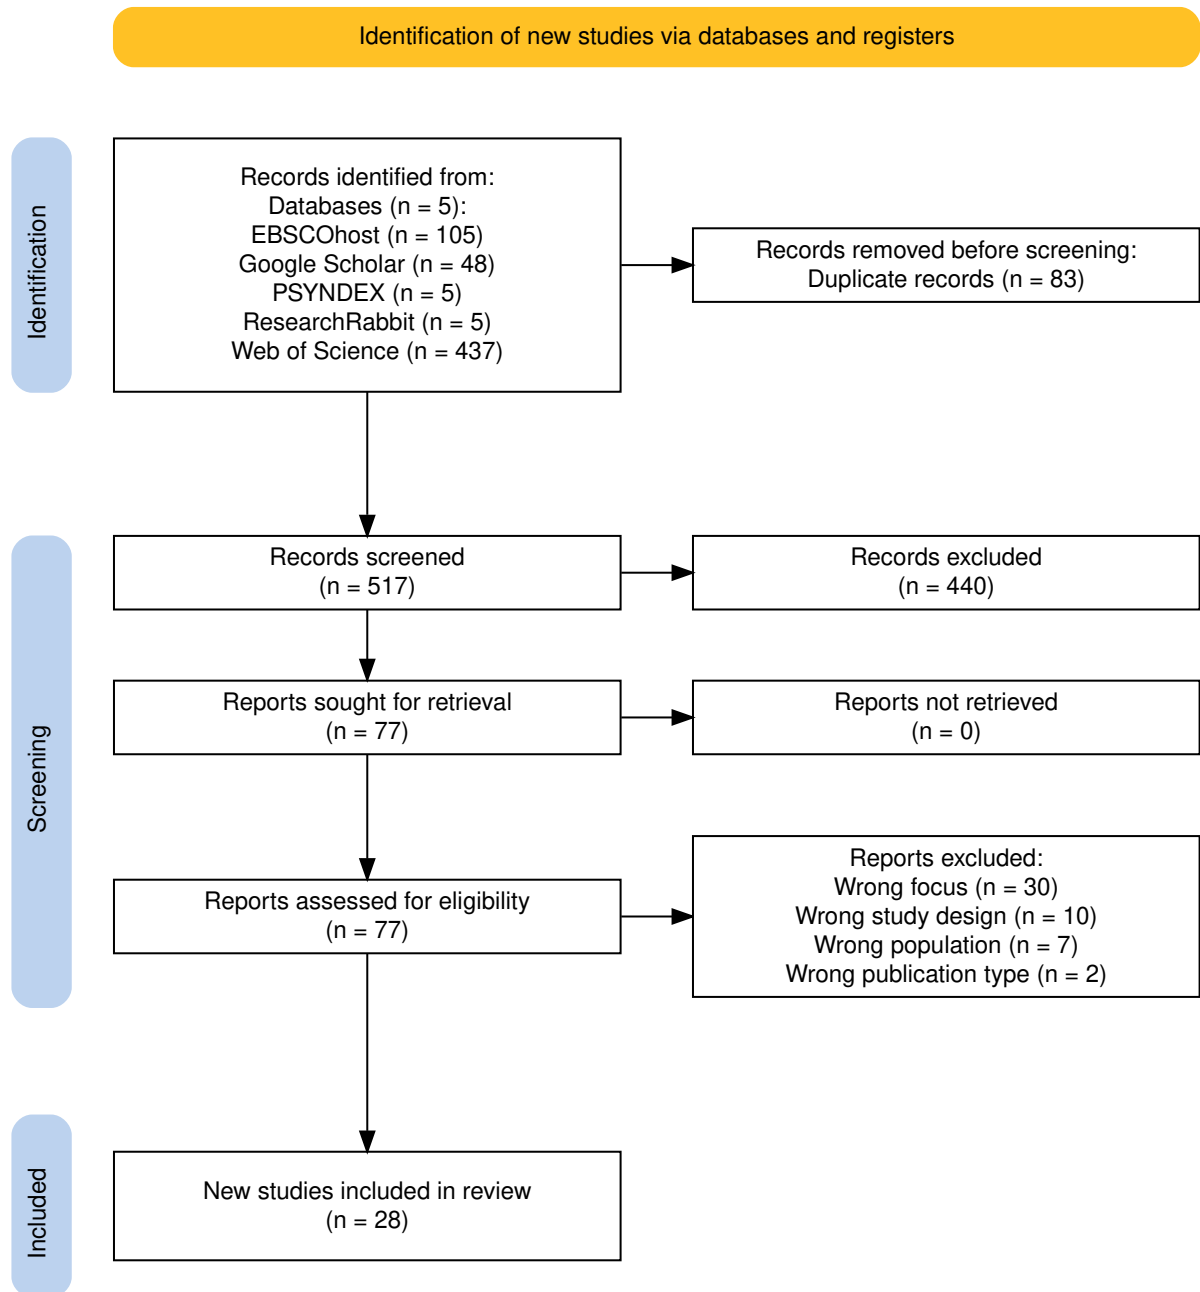 Identification of new studies via databases and registers
Identification
Records identified from:
Databases (n = 5):
EBSCOhost (n = 105)
Google Scholar (n = 48)
PSYNDEX (n = 5)
ResearchRabbit (n = 5)
Web of Science (n = 437)
Records removed before screening:
Duplicate records (n = 83)
Screening
Records screened
(n = 517)
Records excluded
(n = 440)
Reports sought for retrieval
(n = 77)
Reports not retrieved
(n = 0)
Reports assessed for eligibility
(n = 77)
Reports excluded:
Wrong focus (n = 30)
Wrong study design (n = 10)
Wrong population (n = 7)
Wrong publication type (n = 2)
Included
New studies included in review
(n = 28)